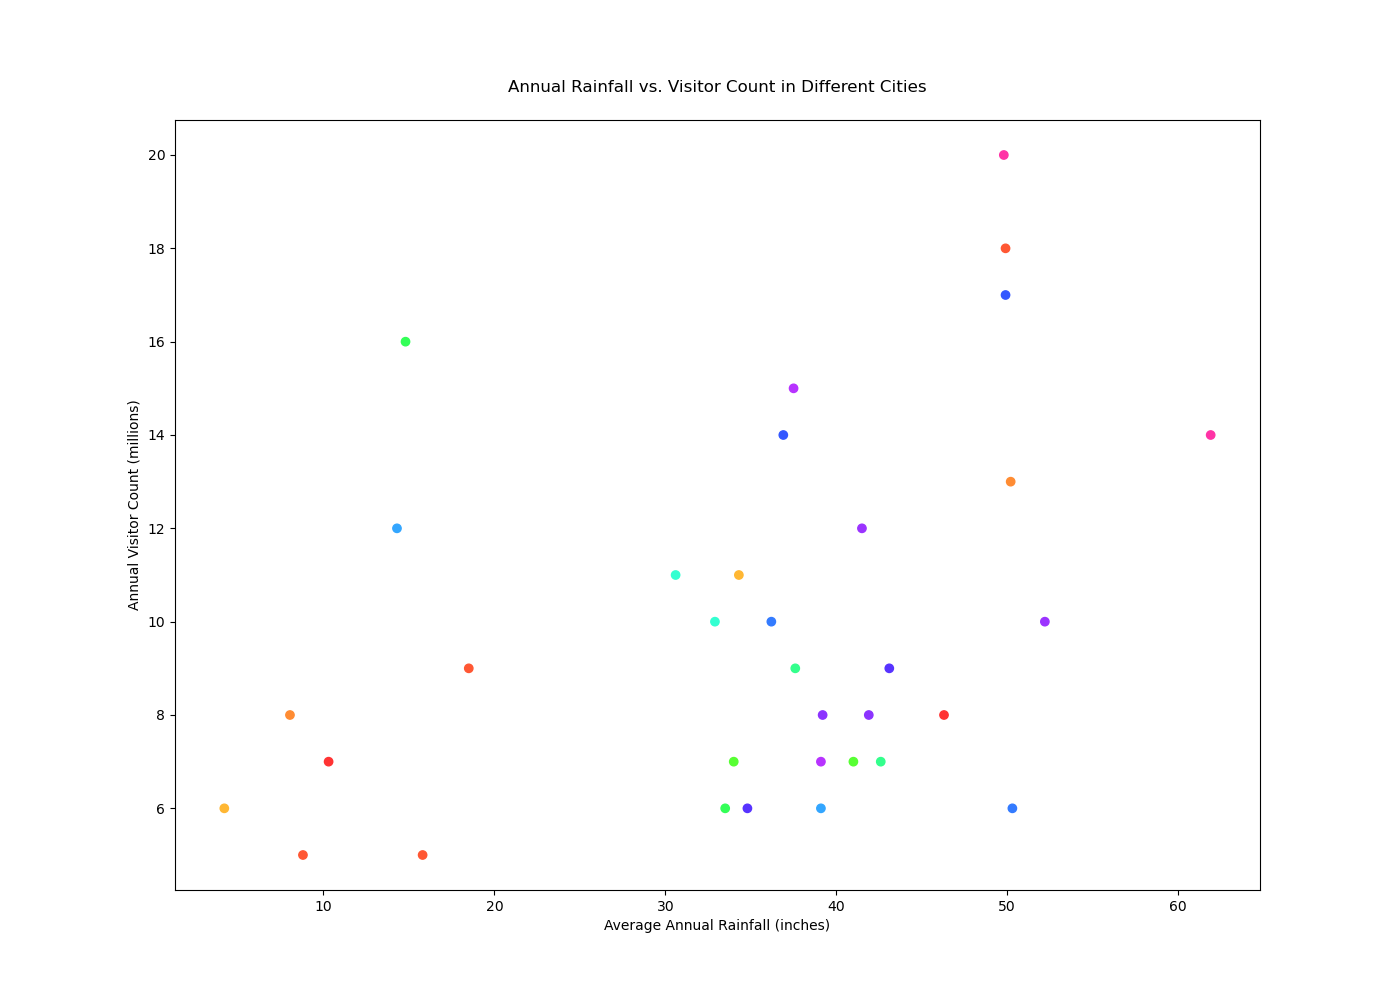 Annual Rainfall vs. Visitor Count in Different Cities
20
18
16
14
12
10
8
6
Annual Visitor Count (millions)
10 20 30 40 50 60
Average Annual Rainfall (inches)